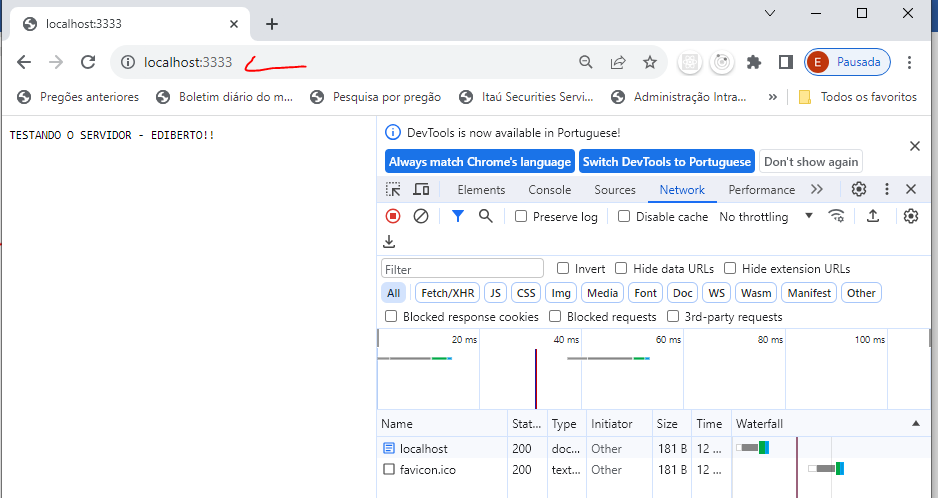 localhost:3333
localhost:3333
E Pausada
Pregões anteriores Boletim diário do m... Pesquisa por pregão Itaú Securities Servi... Administração Intra... » Todos os favoritos
TESTANDO O SERVIDOR - EDIBERTO!!
DevTools is now available in Portuguese!
Always match Chrome's language Switch DevTools to Portuguese Don't show again
Elements Console Sources Network Performance »
Preserve log Disable cache No throttling
Filter Invert Hide data URLs Hide extension URLs
All Fetch/XHR JS CSS Img Media Font Doc WS Wasm Manifest Other
Blocked response cookies Blocked requests 3rd-party requests
20 ms 40 ms 60 ms 80 ms 100 ms
Name Stat... Type Initiator Size Time Waterfall
localhost 200 doc... Other 181 B 12 ...
favicon.ico 200 text... Other 181 B 12 ...